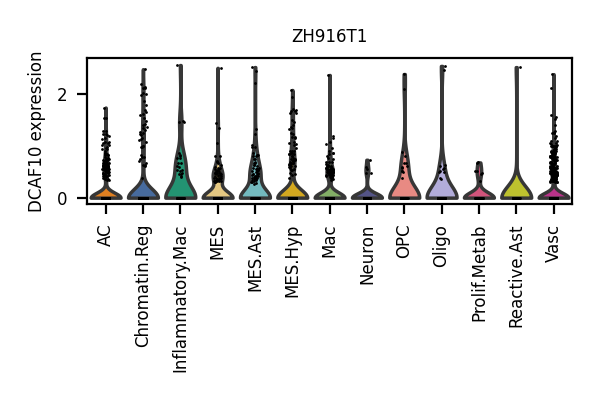 ZH916T1
DCAF10 expression
2
0
AC
Chromatin.Reg
Inflammatory.Mac
MES
MES.Ast
MES.Hyp
Mac
Neuron
OPC
Oligo
Prolif.Metab
Reactive.Ast
Vasc